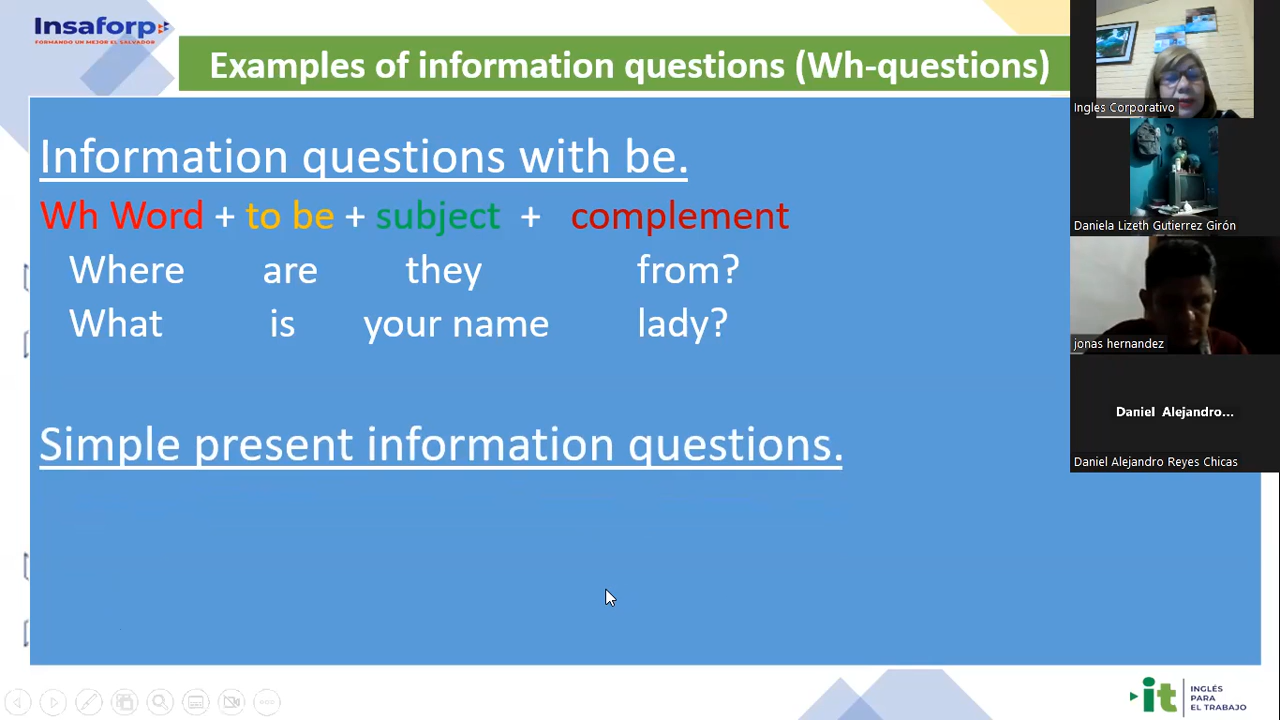 Insaforp
FORMANDO UN MEJOR EL SALVADOR
Examples of information questions (Wh-questions)
Information questions with be.
Wh Word + to be + subject + complement
Where are they from?
What is your name lady?
Simple present information questions.
Ingles Corporativo
Daniela Lizeth Gutierrez Girón
jonas hernandez
Daniel Alejandro...
Daniel Alejandro Reyes Chicas
it
INGLÉS
PARA
EL TRABAJO